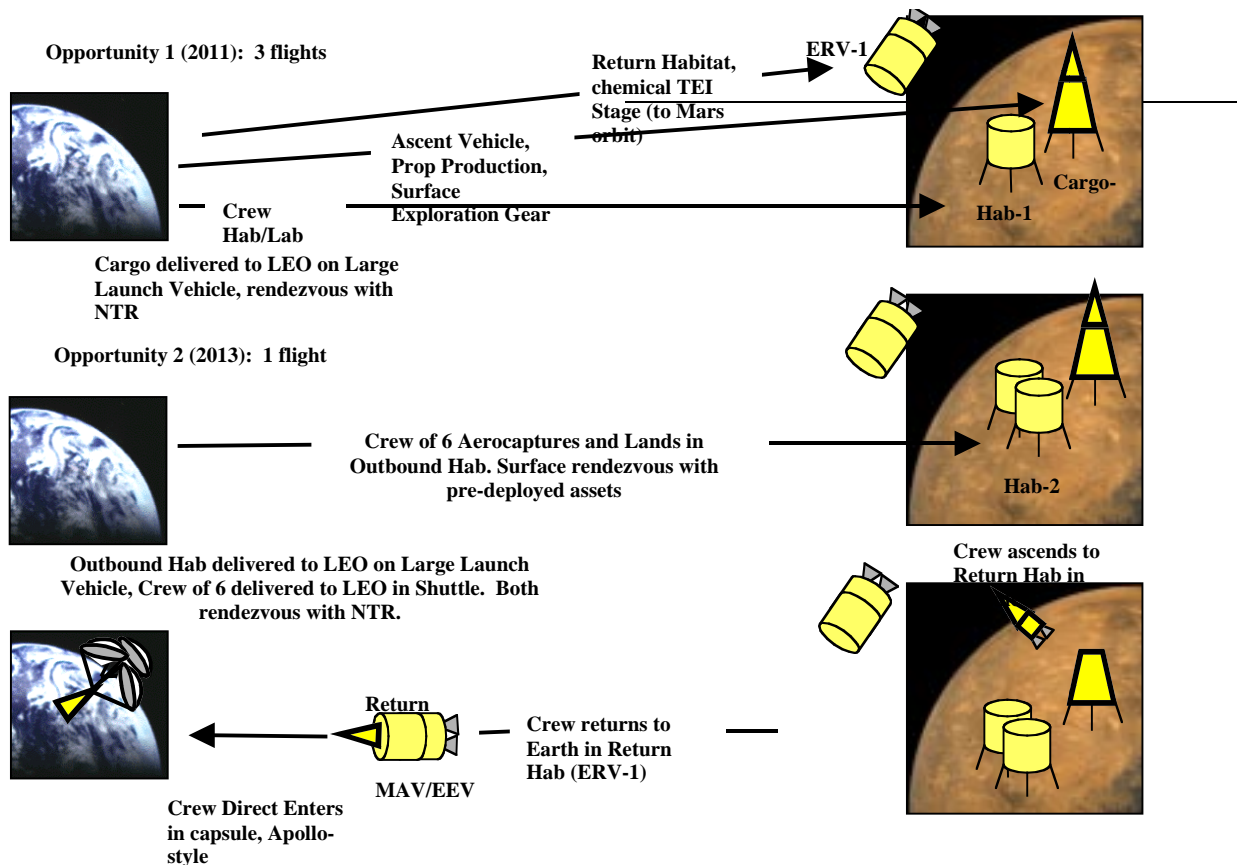 Opportunity 1 (2011):  3 flights
ERV-1
Return Habitat,
chemical TEI
Stage (to Mars
orbit)
Ascent Vehicle,
Prop Production,
Surface
Exploration Gear
Crew
Hab/Lab
Cargo-
Hab-1
Cargo delivered to LEO on Large
Launch Vehicle, rendezvous with
NTR
Opportunity 2 (2013):  1 flight
Crew of 6 Aerocaptures and Lands in
Outbound Hab. Surface rendezvous with
pre-deployed assets
Hab-2
Outbound Hab delivered to LEO on Large Launch
Vehicle, Crew of 6 delivered to LEO in Shuttle.  Both
rendezvous with NTR.
Crew ascends to
Return Hab in
Return
MAV/EEV
Crew returns to
Earth in Return
Hab (ERV-1)
Crew Direct Enters
in capsule, Apollo-
style